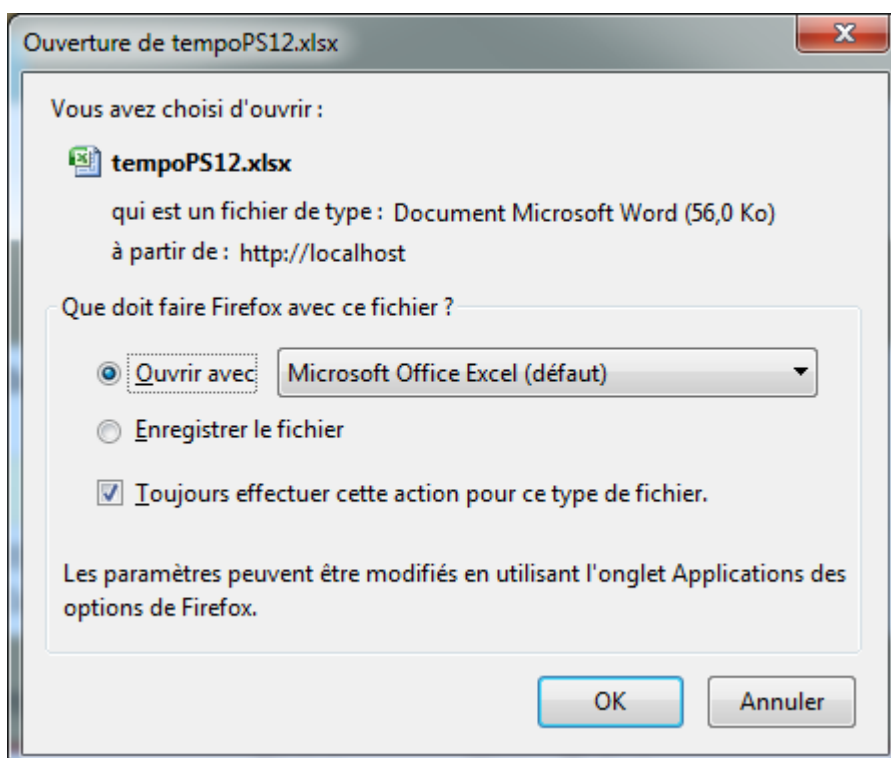 Ouverture de tempoPS12.xlsx
Vous avez choisi d'ouvrir :
tempoPS12.xlsx
qui est un fichier de type : Document Microsoft Word (56,0 Ko)
à partir de : http://localhost
Que doit faire Firefox avec ce fichier ?
Ouvrir avec Microsoft Office Excel (défaut)
Enregistrer le fichier
Toujours effectuer cette action pour ce type de fichier.
Les paramètres peuvent être modifiés en utilisant l'onglet Applications des
options de Firefox.
OK Annuler